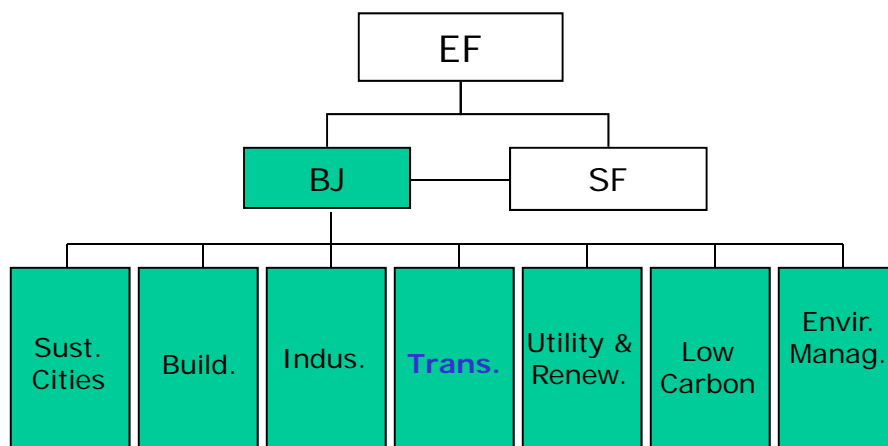 EF
BJ
SF
Sust.
Cities
Build.
Indus.
Trans.
Utility &
Renew.
Low
Carbon
Envir.
Manag.